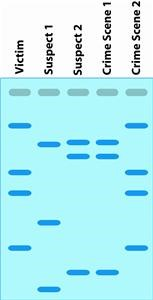 Victim
Suspect 1
Suspect 2
Crime Scene 1
Crime Scene 2